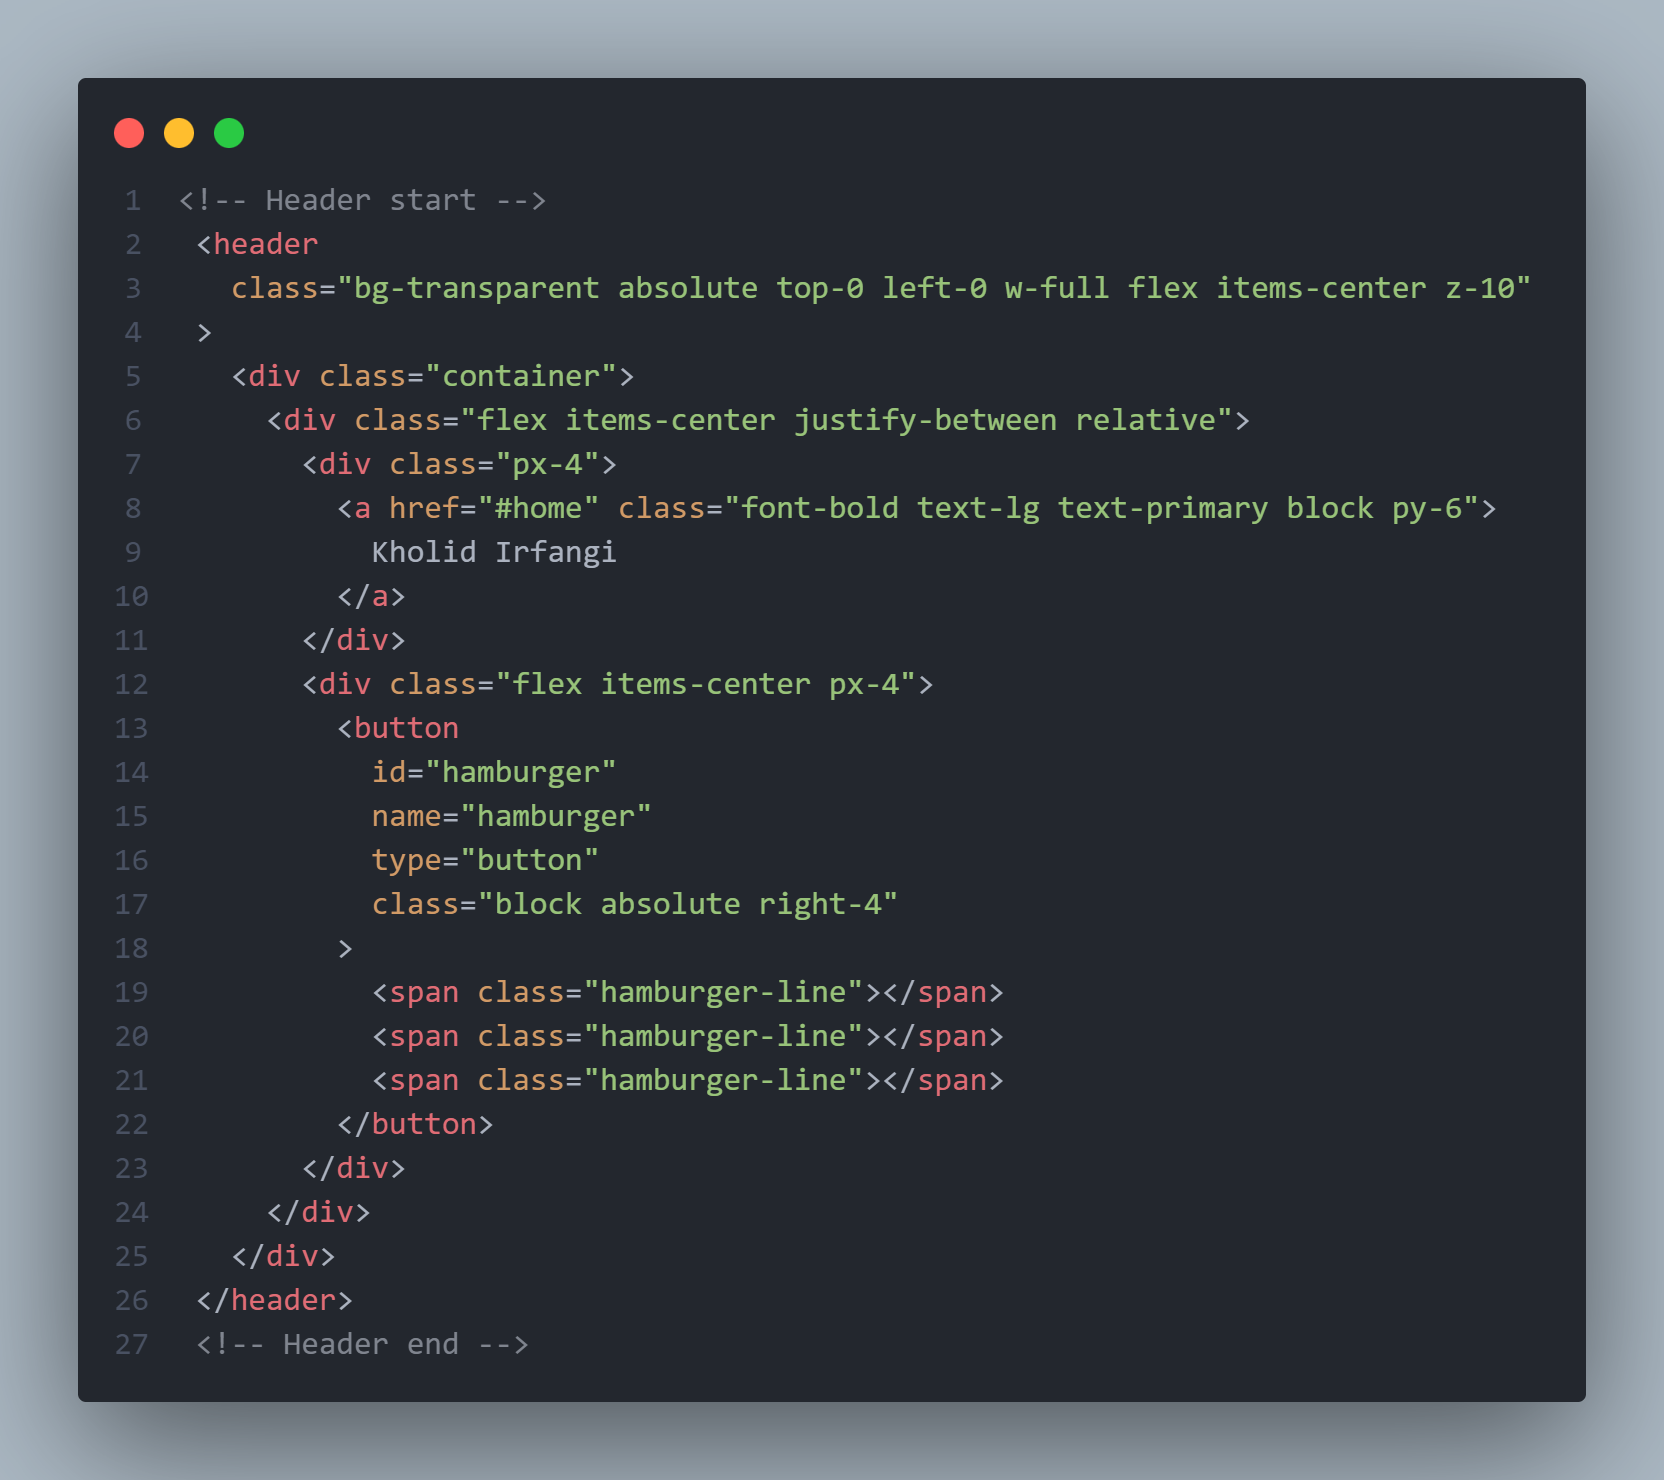 1 <!-- Header start -->
2  <header
3    class="bg-transparent absolute top-0 left-0 w-full flex items-center z-10"
4  >
5    <div class="container">
6      <div class="flex items-center justify-between relative">
7        <div class="px-4">
8          <a href="#home" class="font-bold text-lg text-primary block py-6">
9            Kholid Irfangi
10          </a>
11        </div>
12        <div class="flex items-center px-4">
13          <button
14            id="hamburger"
15            name="hamburger"
16            type="button"
17            class="block absolute right-4"
18          >
19            <span class="hamburger-line"></span>
20            <span class="hamburger-line"></span>
21            <span class="hamburger-line"></span>
22          </button>
23        </div>
24      </div>
25    </div>
26  </header>
27  <!-- Header end -->